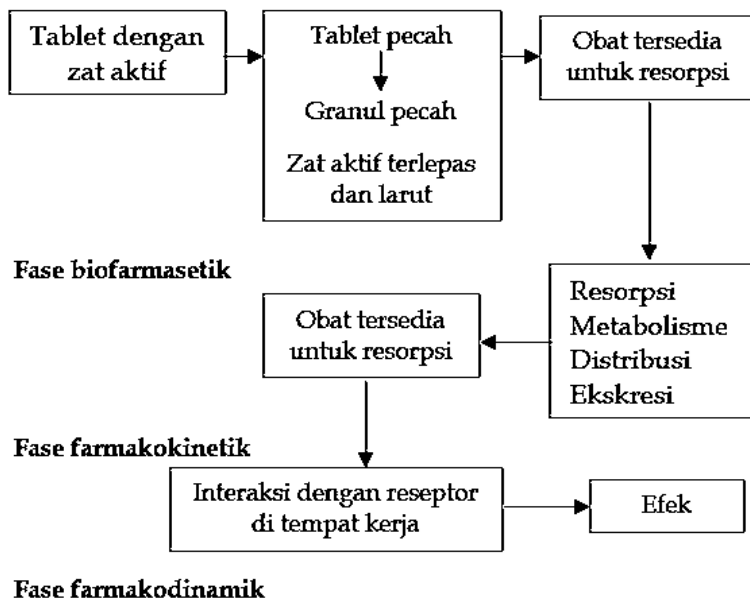 Tablet dengan
zat aktif
Tablet pecah
Granul pecah
Zat aktif terlepas
dan larut
Obat tersedia
untuk resorpsi
Fase biofarmasetik
Resorpsi
Metabolisme
Distribusi
Ekskresi
Obat tersedia
untuk resorpsi
Fase farmakokinetik
Interaksi dengan reseptor
di tempat kerja
Efek
Fase farmakodinamik